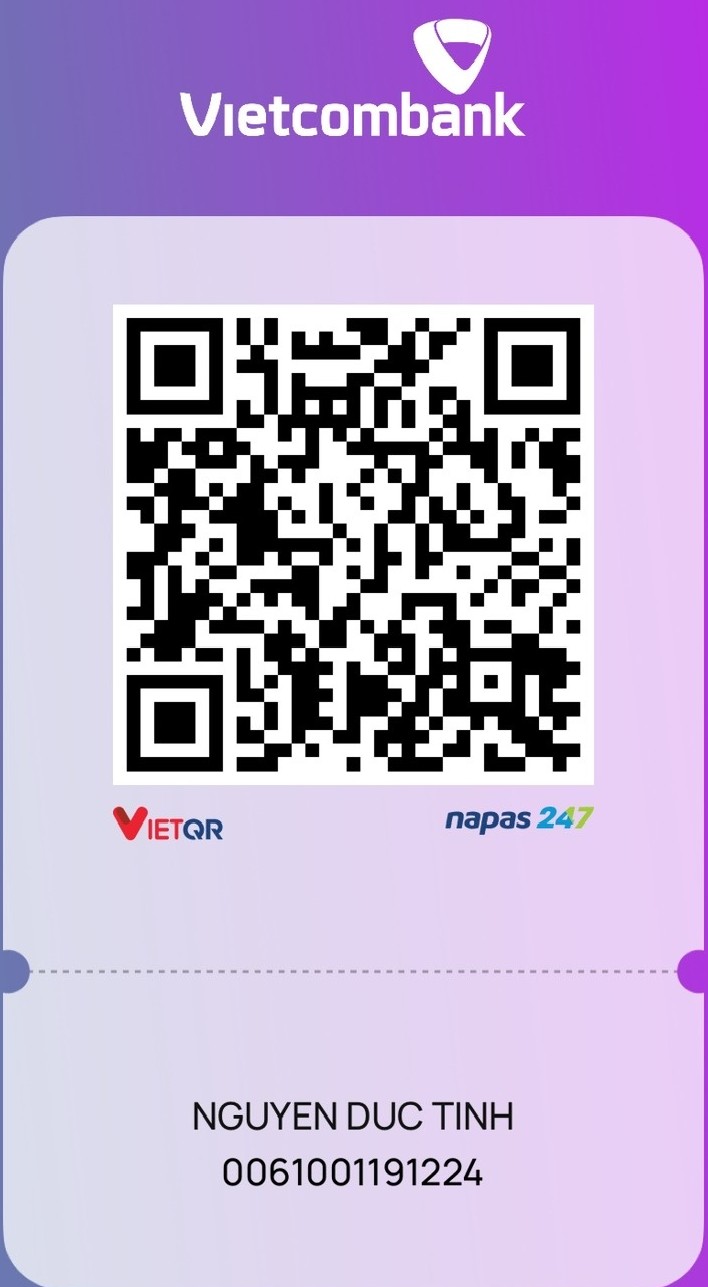 Vietcombank
VIETQR
napas 247
NGUYEN DUC TINH
0061001191224